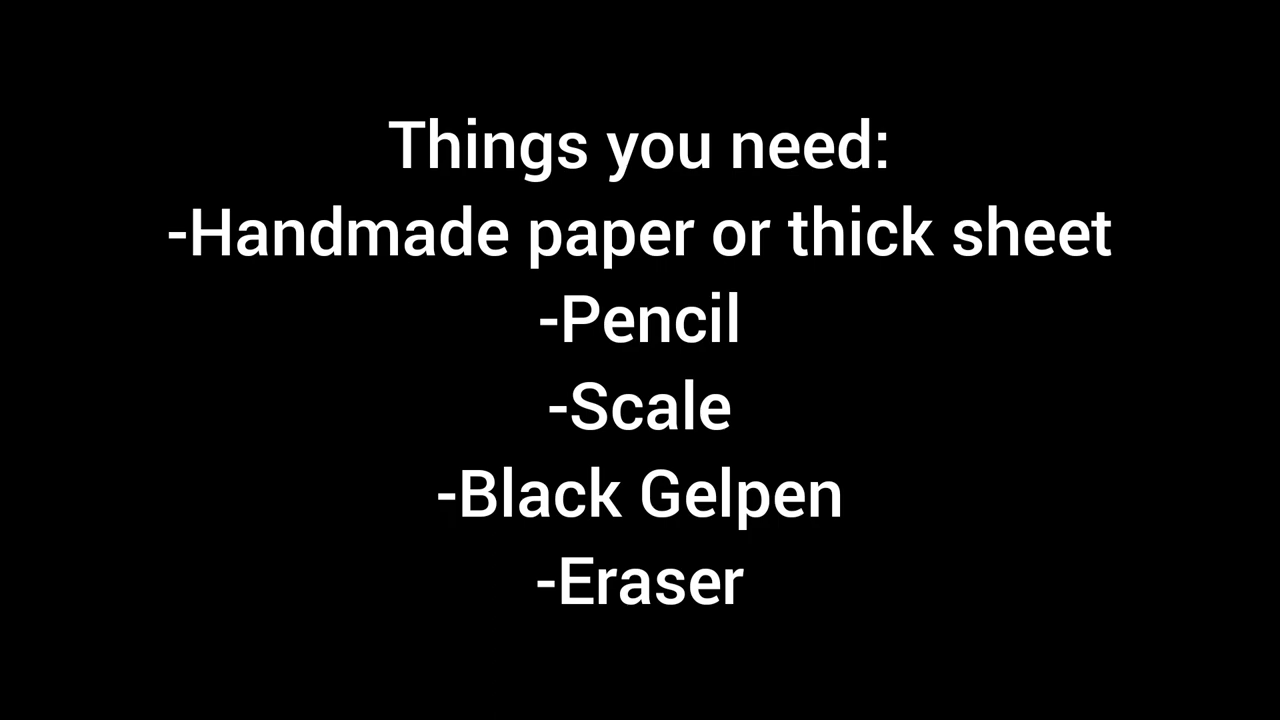 Things you need:
-Handmade paper or thick sheet
-Pencil
-Scale
-Black Gelpen
-Eraser